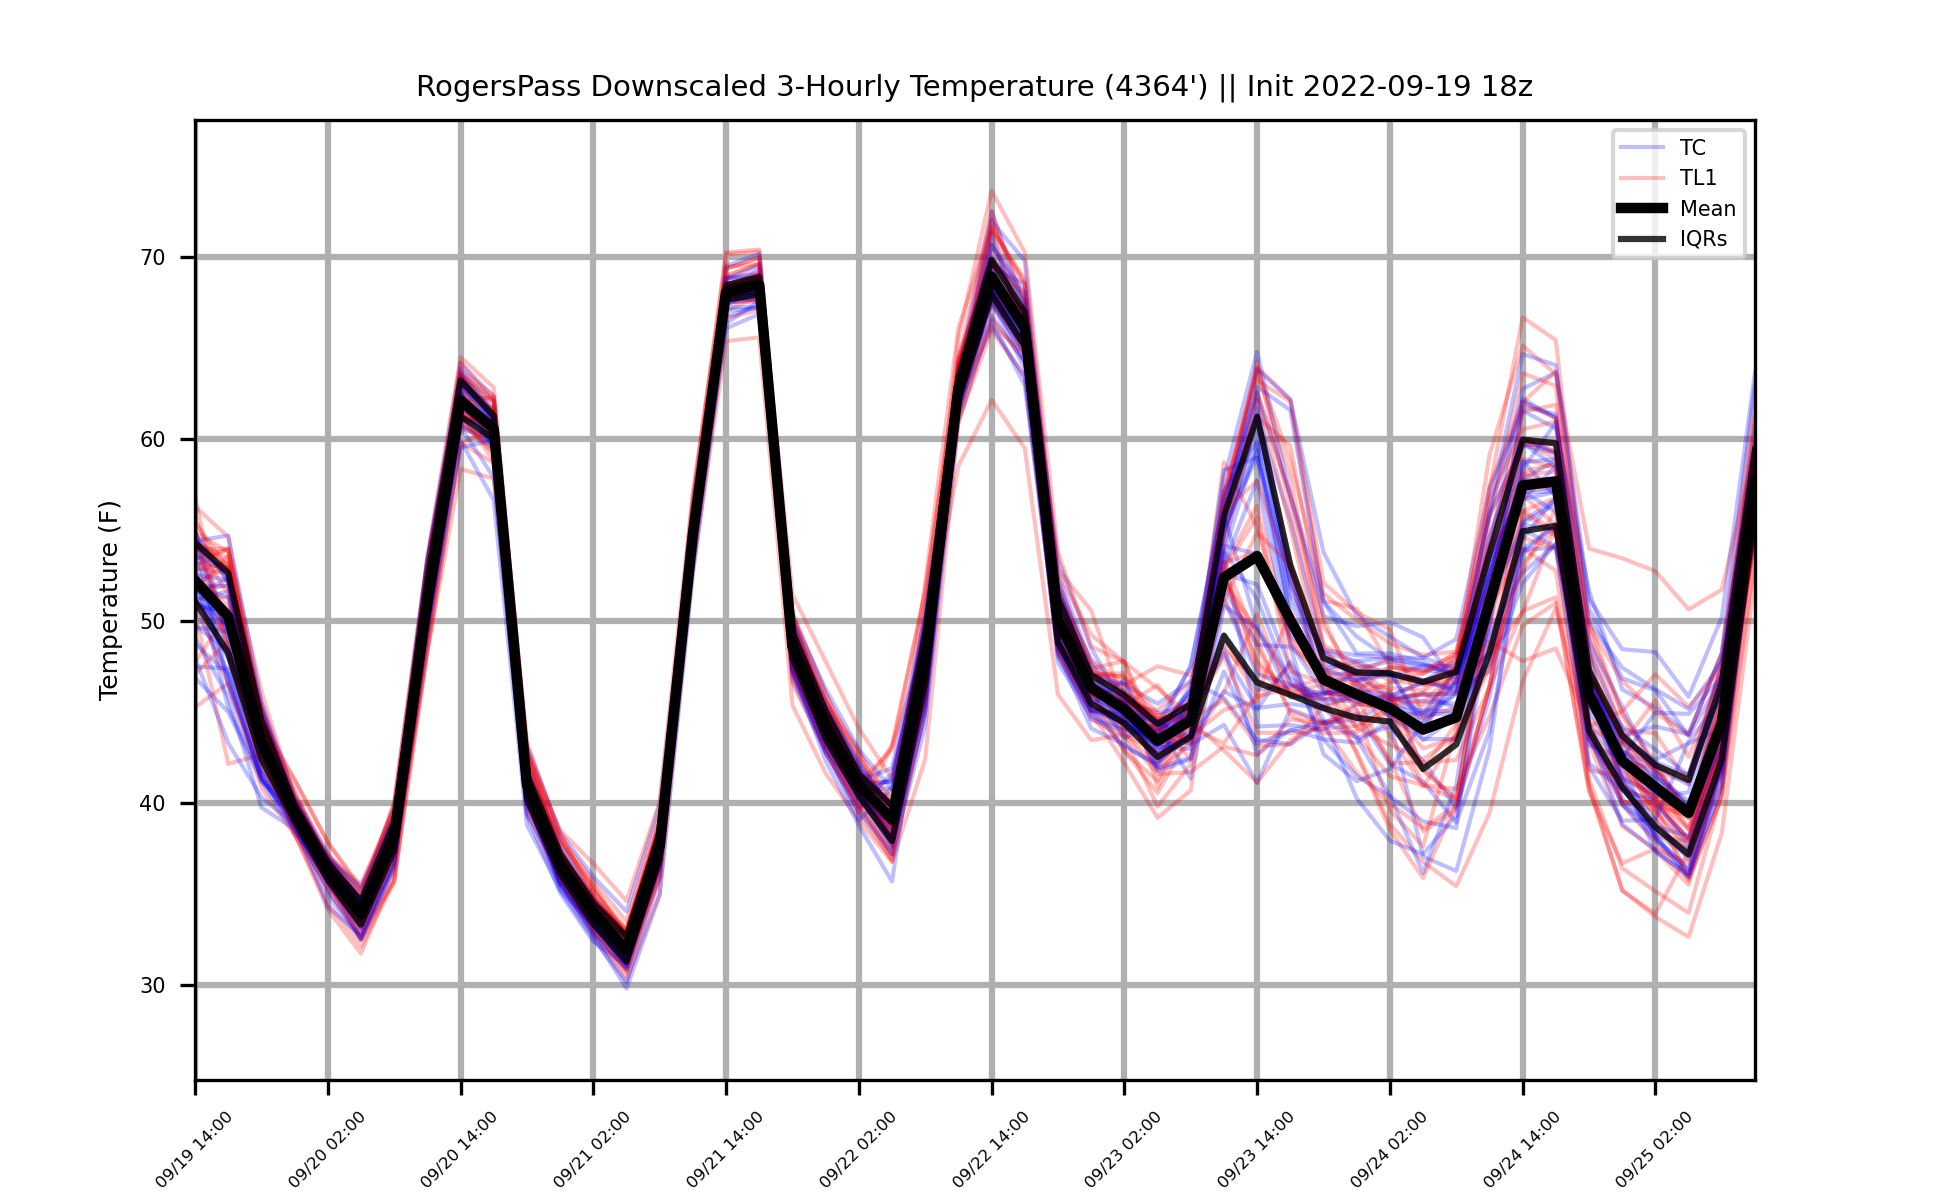 RogersPass Downscaled 3-Hourly Temperature (4364') || Init 2022-09-19 18z
TC
TL1
Mean
IQRs
Temperature (F)
70
60
50
40
30
09/19 14:00
09/20 02:00
09/20 14:00
09/21 02:00
09/21 14:00
09/22 02:00
09/22 14:00
09/23 02:00
09/23 14:00
09/24 02:00
09/24 14:00
09/25 02:00